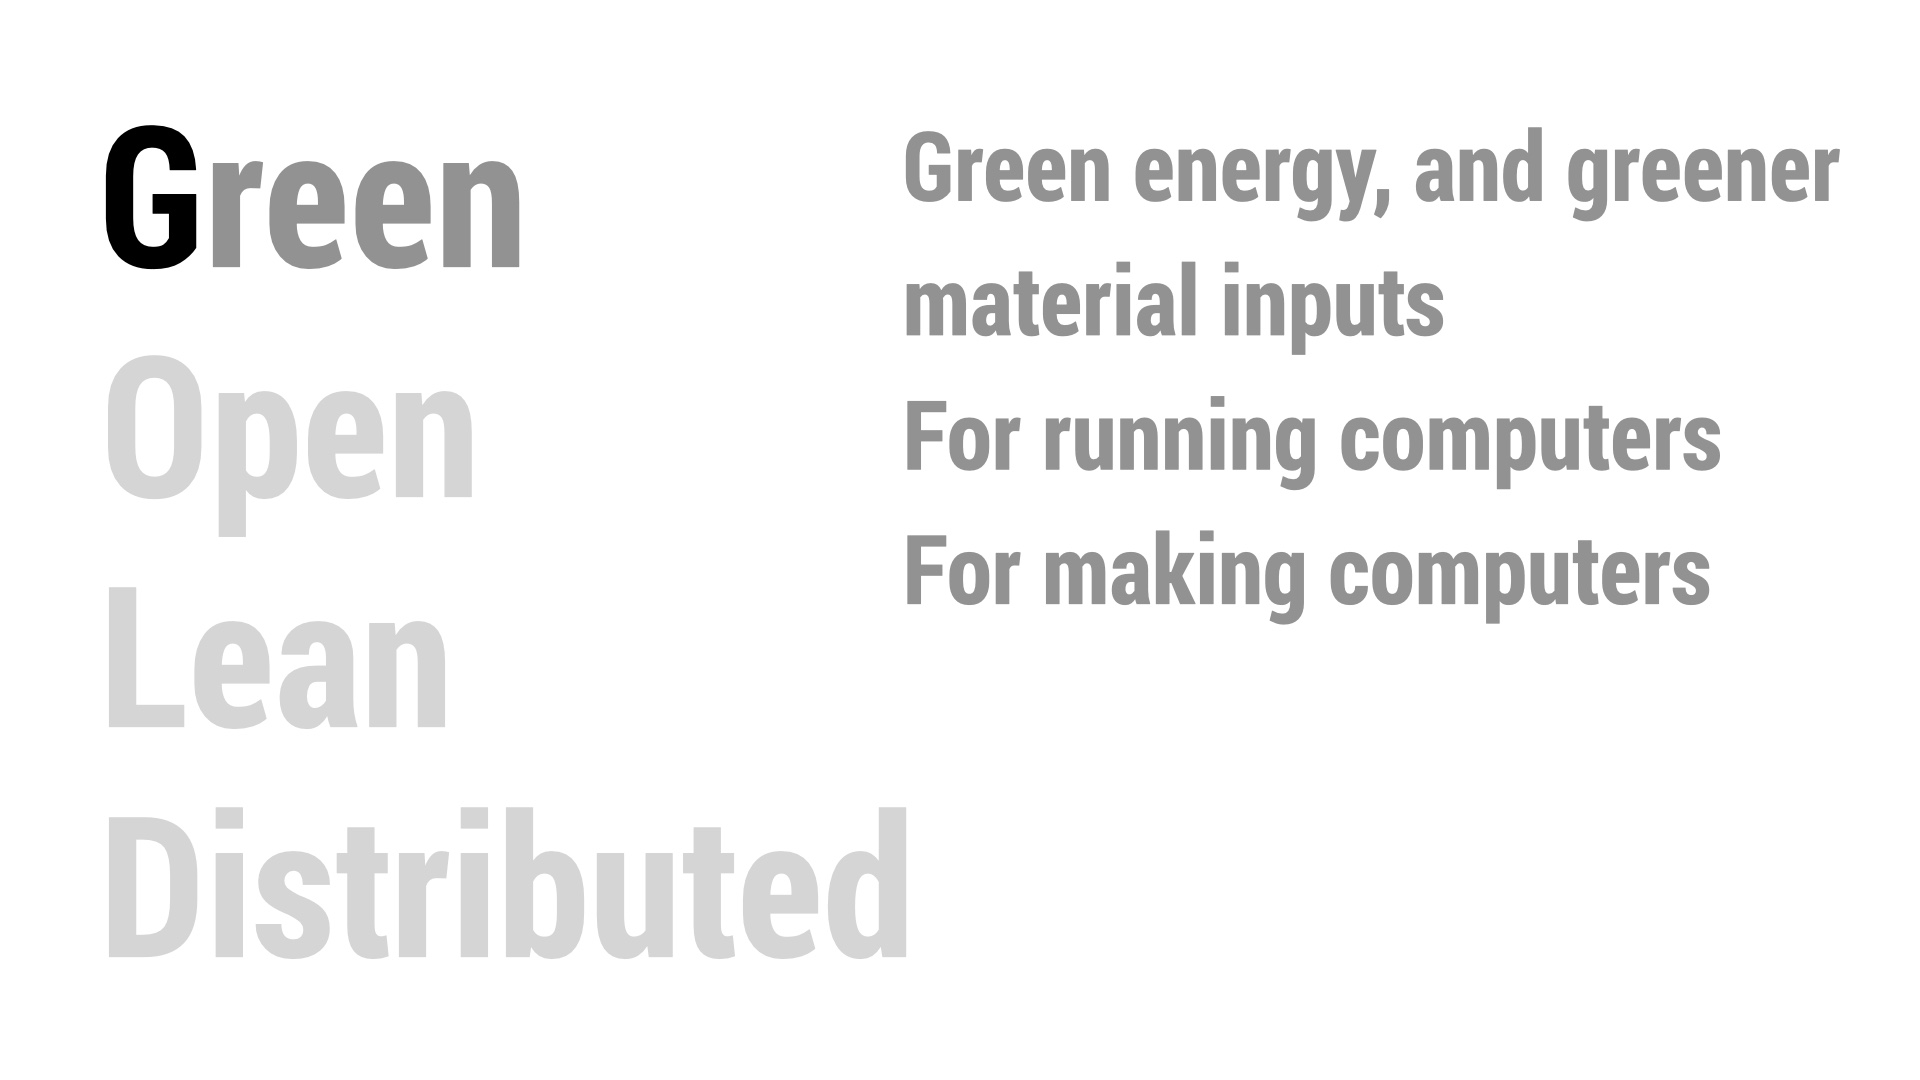 Green
Open
Lean
Distributed
Green energy, and greener
material inputs
For running computers
For making computers